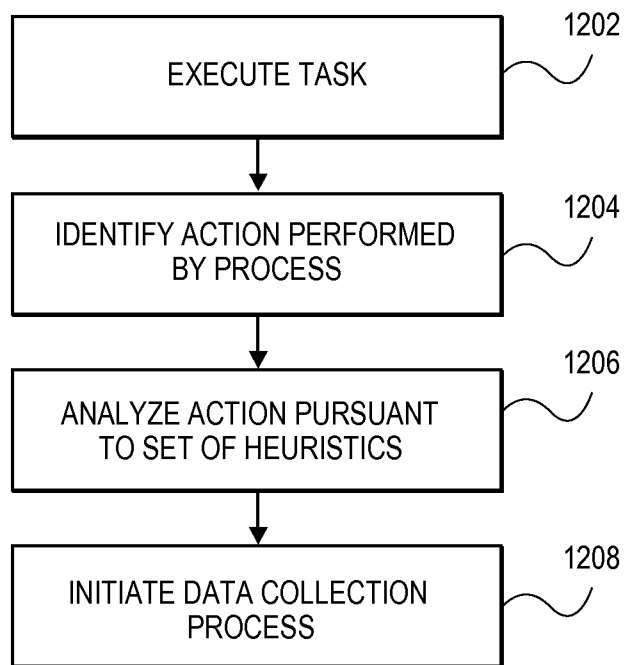 1202
EXECUTE TASK
1204
IDENTIFY ACTION PERFORMED
BY PROCESS
1206
ANALYZE ACTION PURSUANT
TO SET OF HEURISTICS
1208
INITIATE DATA COLLECTION
PROCESS